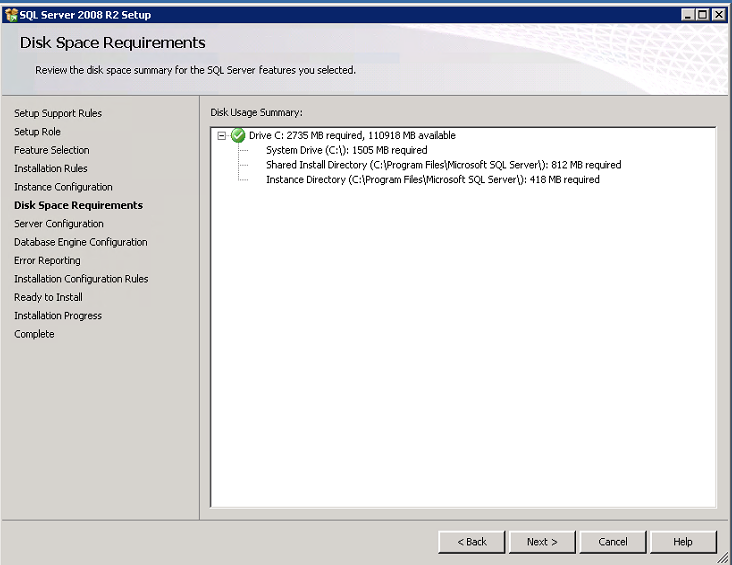 SQL Server 2008 R2 Setup
Disk Space Requirements
Review the disk space summary for the SQL Server features you selected.
Setup Support Rules
Setup Role
Feature Selection
Installation Rules
Instance Configuration
Disk Space Requirements
Server Configuration
Database Engine Configuration
Error Reporting
Installation Configuration Rules
Ready to Install
Installation Progress
Complete
Disk Usage Summary:
Drive C: 2735 MB required, 110918 MB available
System Drive (C:\): 1505 MB required
Shared Install Directory (C:\Program Files\Microsoft SQL Server\): 812 MB required
Instance Directory (C:\Program Files\Microsoft SQL Server\): 418 MB required
< Back
Next >
Cancel
Help